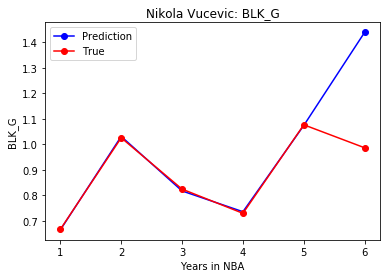 Nikola Vucevic: BLK_G
Prediction
True
BLK_G
1.4
1.3
1.2
1.1
1.0
0.9
0.8
0.7
1 2 3 4 5 6
Years in NBA